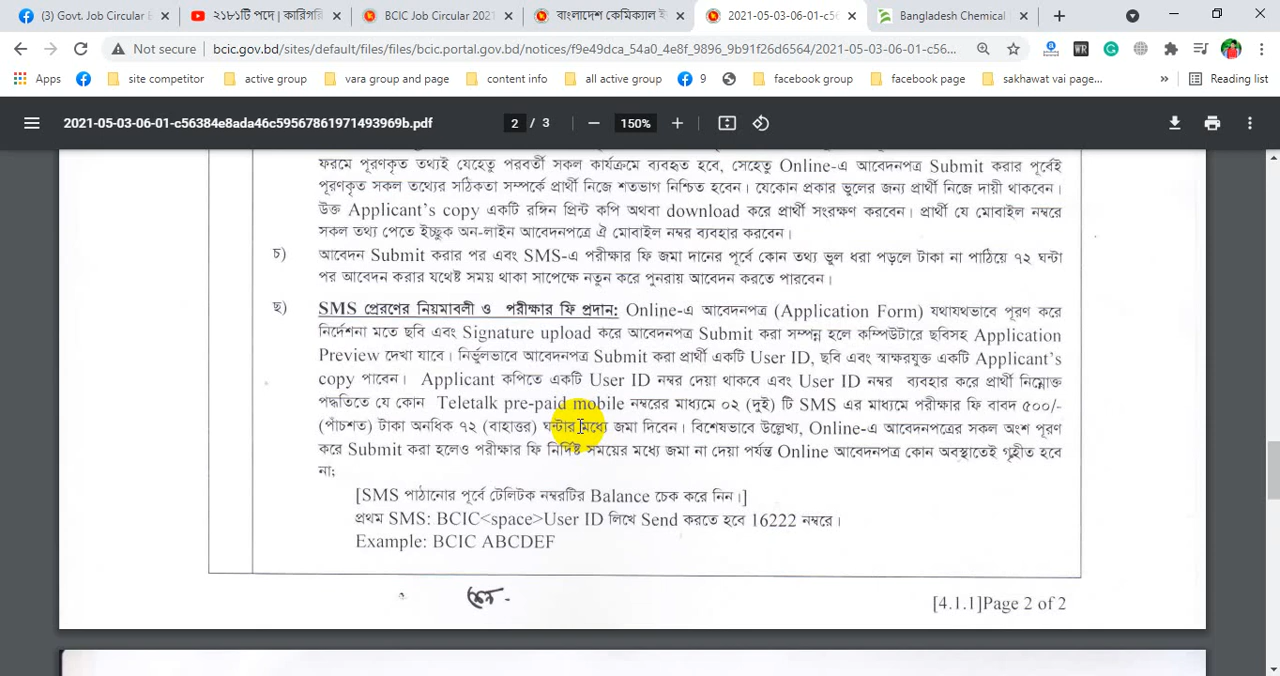 (3) Govt. Job Circular E
২১৮১টি পদে | কারিগরি
BCIC Job Circular 2021
বাংলাদেশ কেমিক্যাল ই
2021-05-03-06-01-c56
Bangladesh Chemical
Not secure
bcic.gov.bd/sites/default/files/files/bcic.portal.gov.bd/notices/f9e49dca_54a0_4e8f_9896_9b91f26d6564/2021-05-03-06-01-c56...
Apps
site competitor
active group
vara group and page
content info
all active group
9
facebook group
facebook page
sakhawat vai page...
»
Reading list
2021-05-03-06-01-c56384e8ada46c59567861971493969b.pdf
2 / 3
150%
ফরমে পূরণকৃত তথ্যই যেহেতু পরবর্তী সকল কার্যক্রমে ব্যবহৃত হবে, সেহেতু Online-এ আবেদনপত্র Submit করার পূর্বেই
পূরণকৃত সকল তথ্যের সঠিকতা সম্পর্কে প্রার্থী নিজে শতভাগ নিশ্চিত হবেন। যেকোন প্রকার ভুলের জন্য প্রার্থী নিজে দায়ী থাকবেন।
উক্ত Applicant's copy একটি রঙ্গিন প্রিন্ট কপি অথবা download করে প্রার্থী সংরক্ষণ করবেন। প্রার্থী যে মোবাইল নম্বরে
সকল তথ্য পেতে ইচ্ছুক অন-লাইন আবেদনপত্রে ঐ মোবাইল নম্বর ব্যবহার করবেন।
চ) আবেদন Submit করার পর এবং SMS-এ পরীক্ষার ফি জমা দানের পূর্বে কোন তথ্য ভুল ধরা পড়লে টাকা না পাঠিয়ে ৭২ ঘন্টা
পর আবেদন করার যথেষ্ট সময় থাকা সাপেক্ষে নতুন করে পুনরায় আবেদন করতে পারবেন।
ছ) SMS প্রেরণের নিয়মাবলী ও পরীক্ষার ফি প্রদান: Online-এ আবেদনপত্র (Application Form) যথাযথভাবে পূরণ করে
নির্দেশনা মতে ছবি এবং Signature upload করে আবেদনপত্র Submit করা সম্পন্ন হলে কম্পিউটারে ছবিসহ Application
Preview দেখা যাবে। নির্ভুলভাবে আবেদনপত্র Submit করা প্রার্থী একটি User ID, ছবি এবং স্বাক্ষরযুক্ত একটি Applicant's
copy পাবেন। Applicant কপিতে একটি User ID নম্বর দেয়া থাকবে এবং User ID নম্বর ব্যবহার করে প্রার্থী নিম্নোক্ত
পদ্ধতিতে যে কোন Teletalk pre-paid mobile নম্বরের মাধ্যমে ০২ (দুই) টি SMS এর মাধ্যমে পরীক্ষার ফি বাবদ ৫০০/-
(পাঁচশত) টাকা অনধিক ৭২ (বাহাত্তর) ঘন্টার মধ্যে জমা দিবেন। বিশেষভাবে উল্লেখ্য, Online-এ আবেদনপত্রের সকল অংশ পূরণ
করে Submit করা হলেও পরীক্ষার ফি নির্দিষ্ট সময়ের মধ্যে জমা না দেয়া পর্যন্ত Online আবেদনপত্র কোন অবস্থাতেই গৃহীত হবে
না;
[SMS পাঠানোর পূর্বে টেলিটক নম্বরটির Balance চেক করে নিন।]
প্রথম SMS: BCIC<space>User ID লিখে Send করতে হবে 16222 নম্বরে।
Example: BCIC ABCDEF
[4.1.1]Page 2 of 2